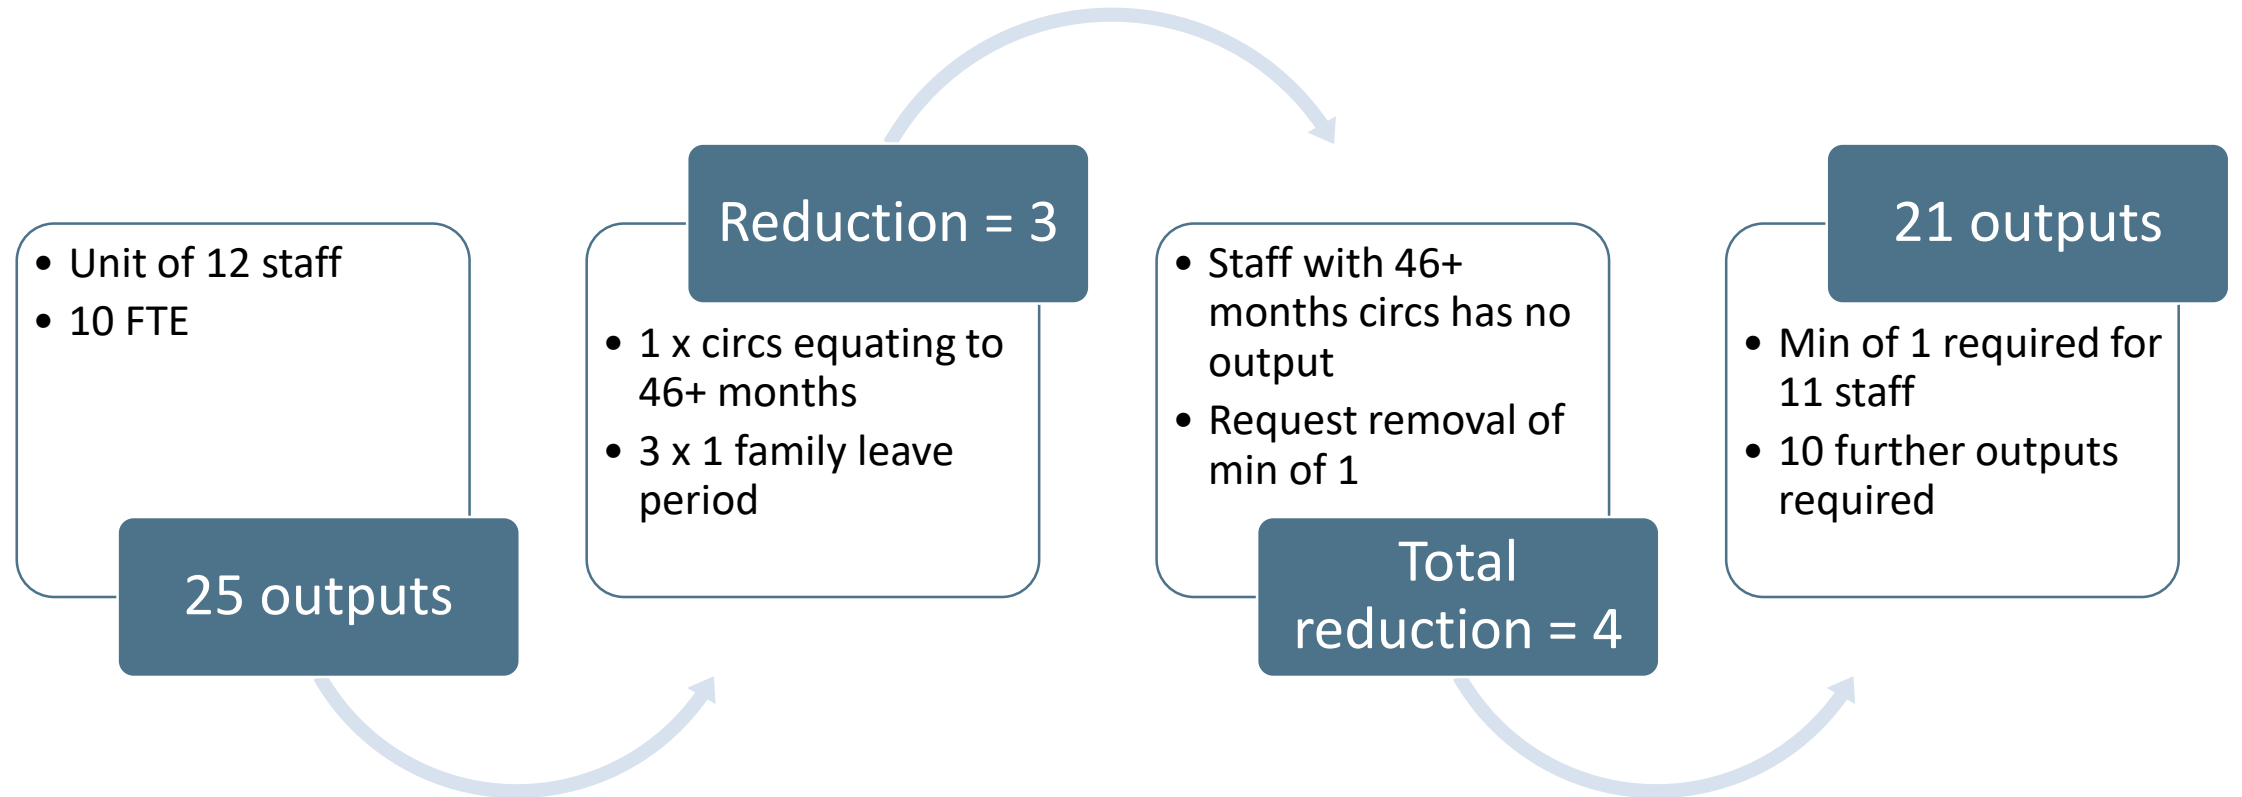 • Unit of 12 staff
• 10 FTE
25 outputs
Reduction = 3
• 1 x circs equating to
46+ months
• 3 x 1 family leave
period
• Staff with 46+
months circs has no
output
• Request removal of
min of 1
Total
reduction = 4
21 outputs
• Min of 1 required for
11 staff
• 10 further outputs
required